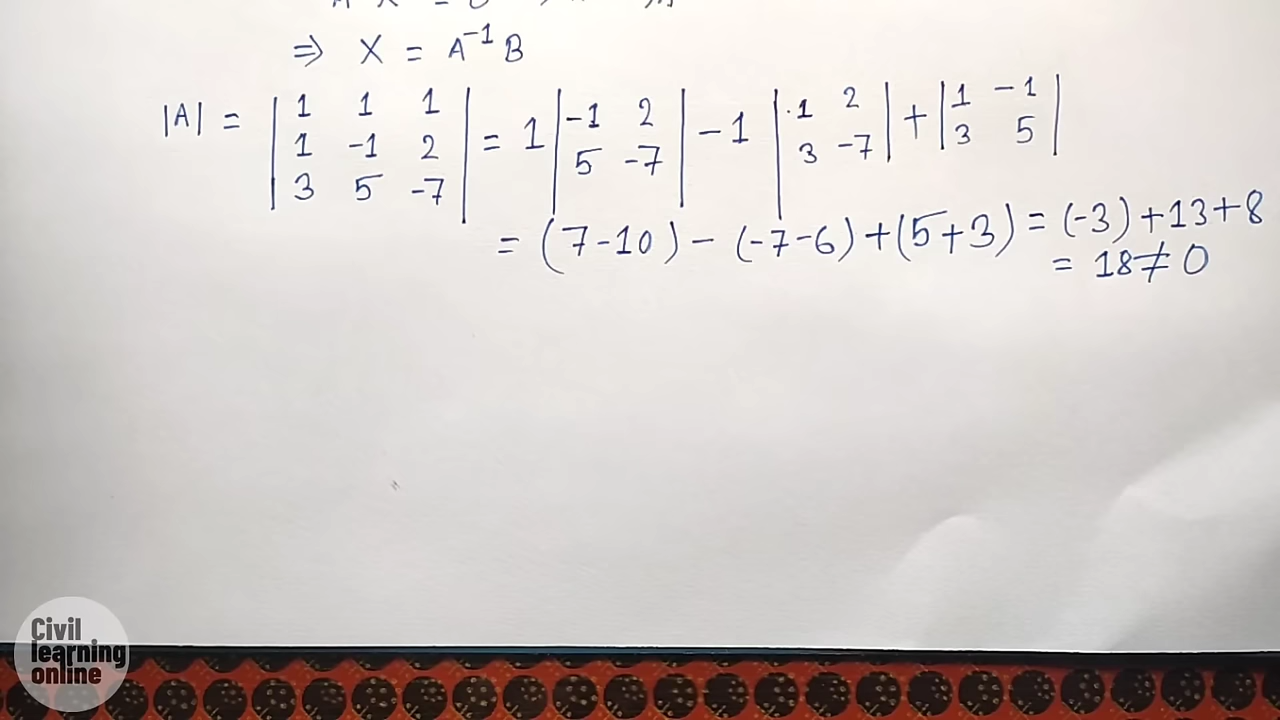 ⇒ X = A⁻¹ B
|A| = | 1 1 1 | = 1 | -1 2 | - 1 | 1 2 | + | 1 -1 |
| 1 -1 2 | | 5 -7 | | 3 -7 | | 3 5 |
| 3 5 -7 |
= (7-10) - (-7-6) + (5+3) = (-3) + 13 + 8
= 18 ≠ 0
Civil
learning
online